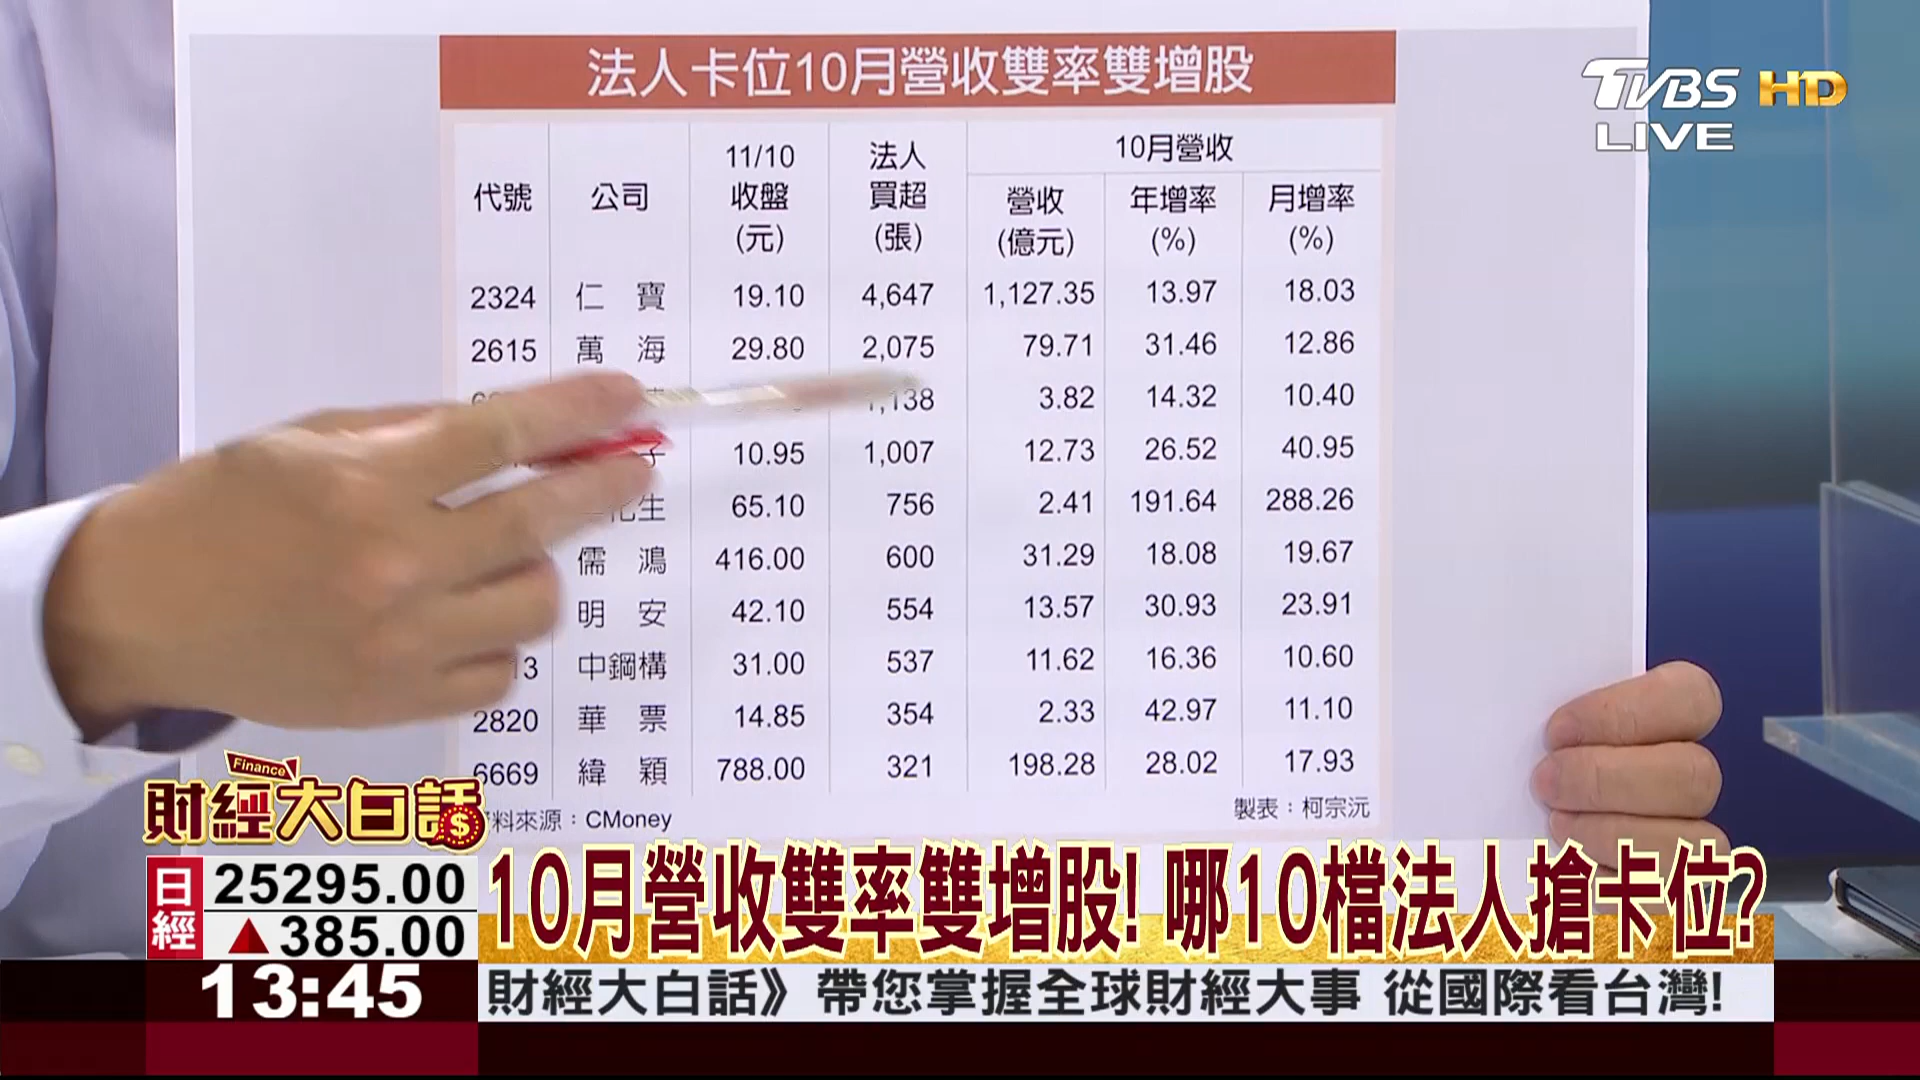 法人卡位10月營收雙率雙增股
TVBS HD
LIVE
代號 公司 11/10收盤(元) 法人買超(張) 10月營收
營收(億元) 年增率(%) 月增率(%)
2324 仁寶 19.10 4,647 1,127.35 13.97 18.03
2615 萬海 29.80 2,075 79.71 31.46 12.86
1,138 3.82 14.32 10.40
子 10.95 1,007 12.73 26.52 40.95
化生 65.10 756 2.41 191.64 288.26
儒鴻 416.00 600 31.29 18.08 19.67
明安 42.10 554 13.57 30.93 23.91
13 中鋼構 31.00 537 11.62 16.36 10.60
2820 華票 14.85 354 2.33 42.97 11.10
6669 緯穎 788.00 321 198.28 28.02 17.93
料來源：CMoney 製表：柯宗沅
Finance
財經大白話
日經 25295.00
▲385.00
13:45
10月營收雙率雙增股! 哪10檔法人搶卡位?
財經大白話》帶您掌握全球財經大事 從國際看台灣!